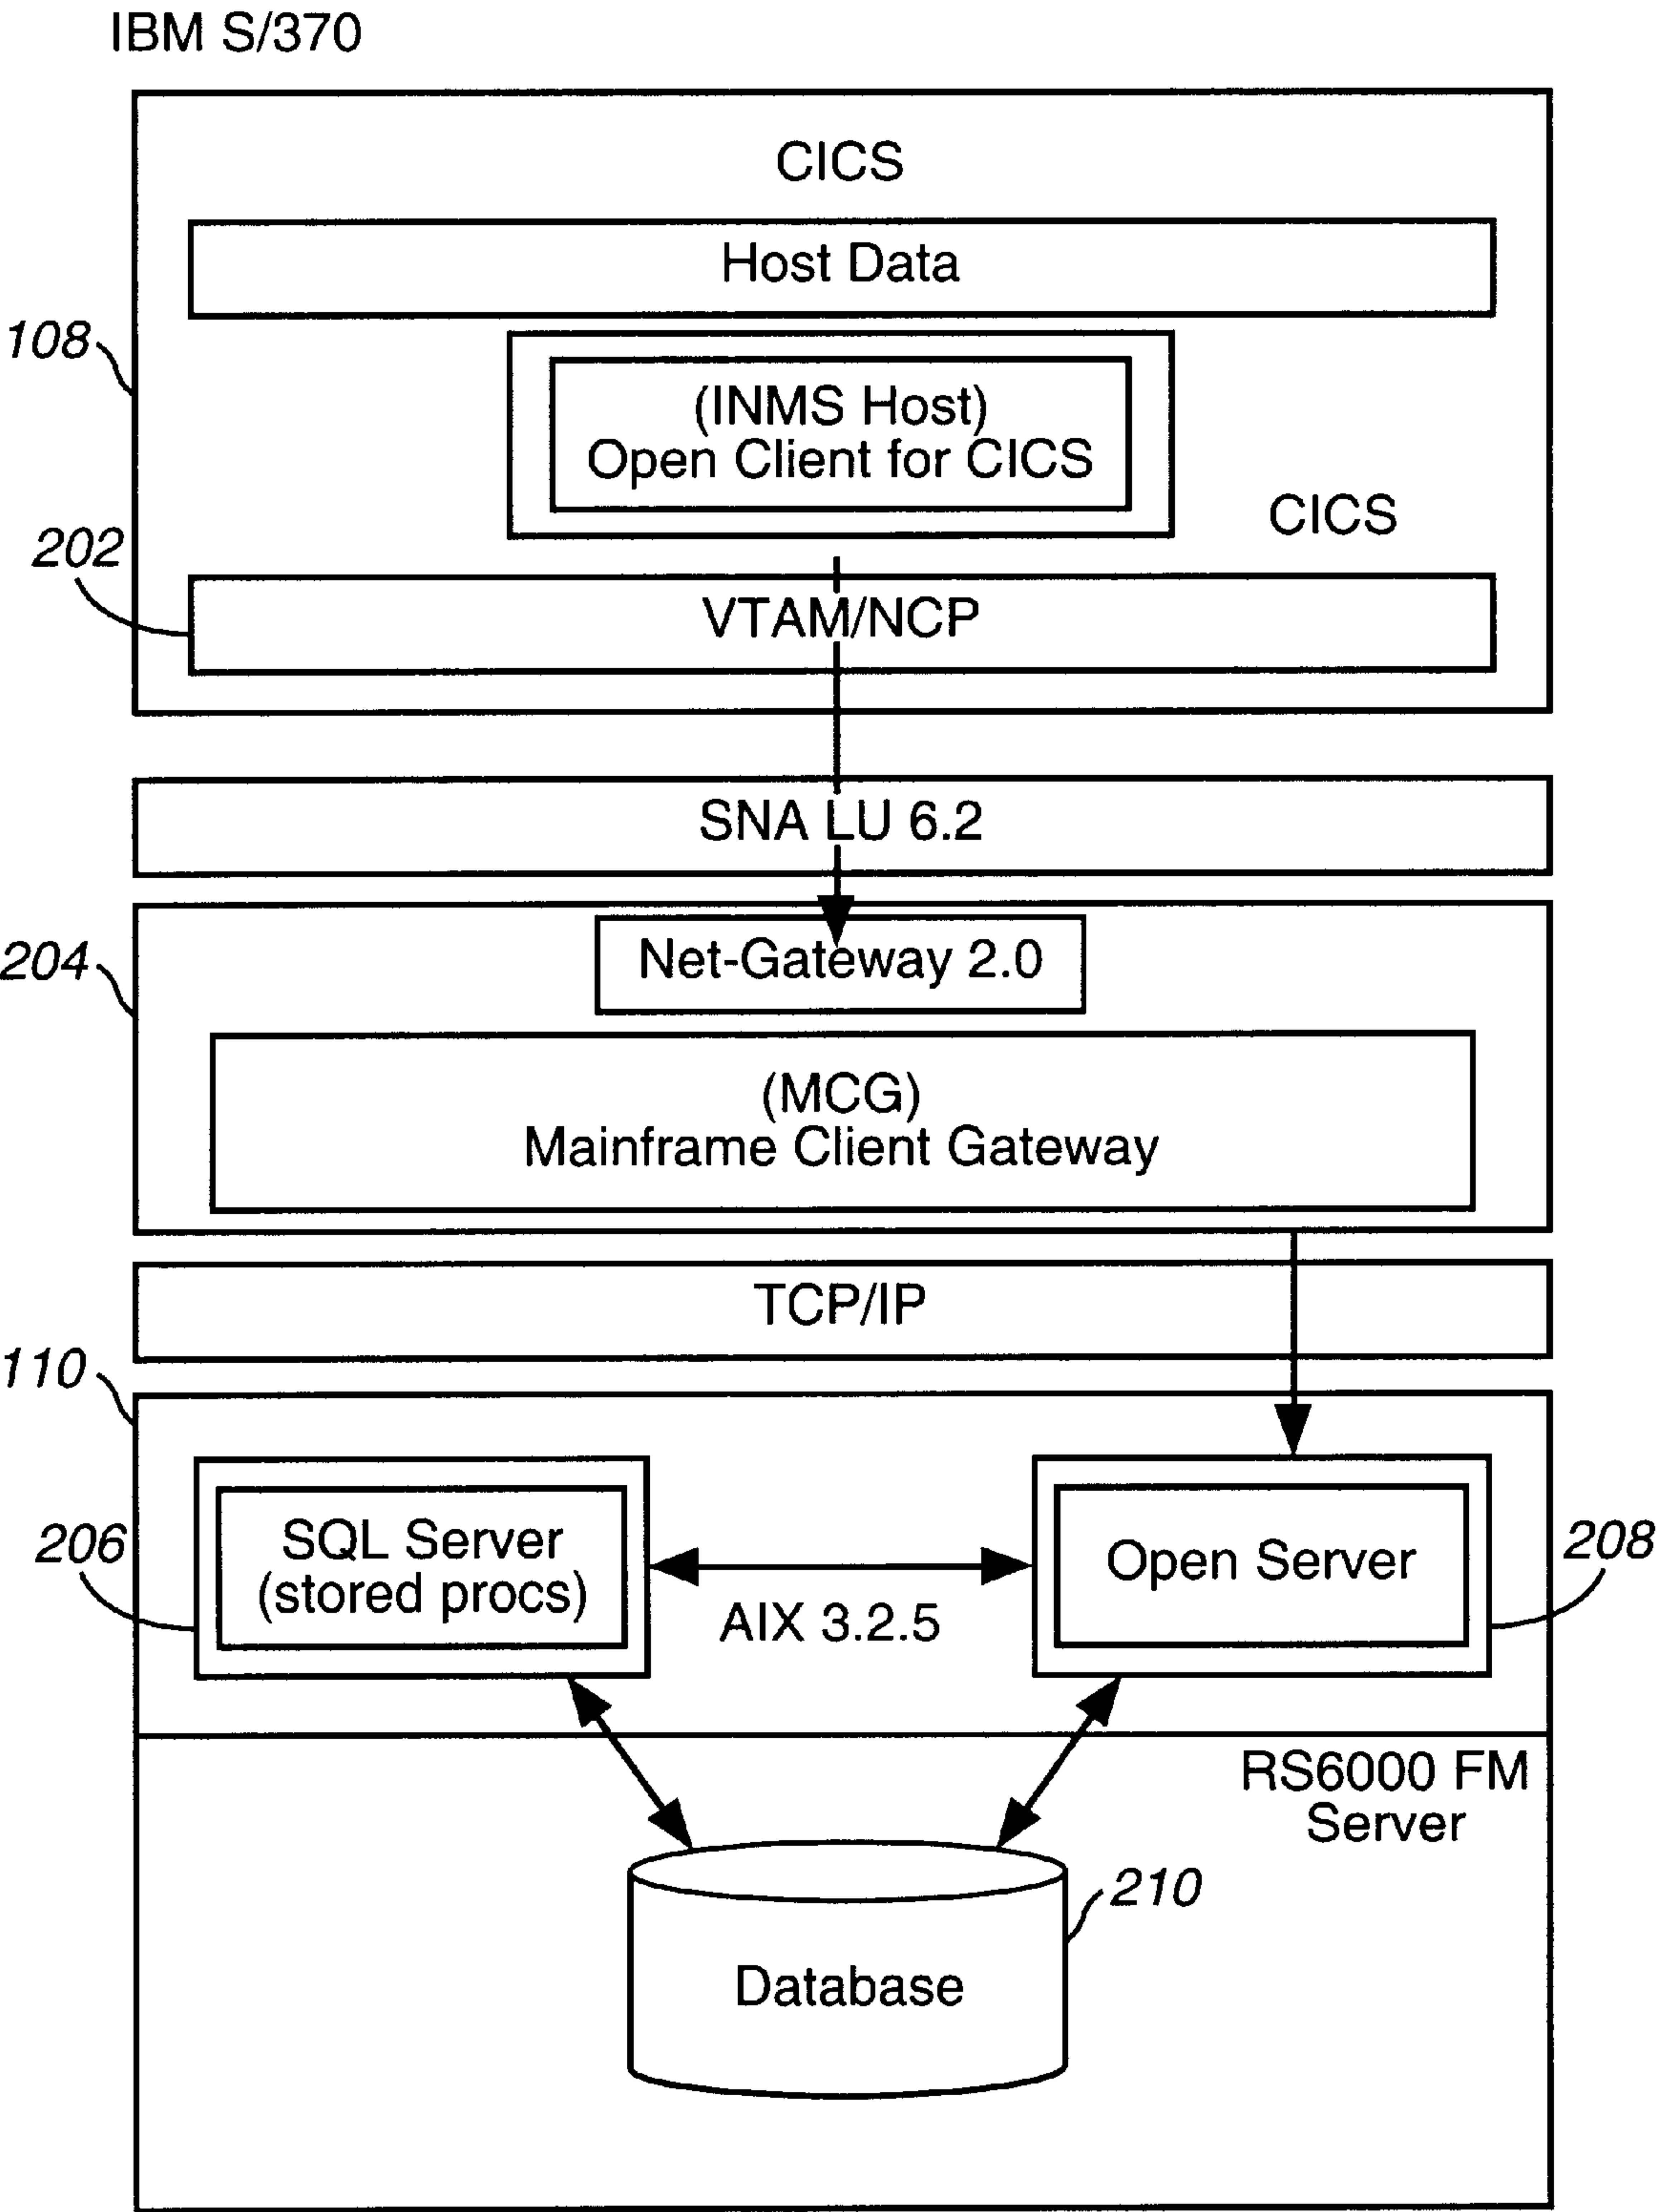 IBM S/370
CICS
Host Data
108
(INMS Host)
Open Client for CICS
CICS
202
VTAM/NCP
SNA LU 6.2
204
Net-Gateway 2.0
(MCG)
Mainframe Client Gateway
TCP/IP
110
206
SQL Server
(stored procs)
AIX 3.2.5
Open Server
208
RS6000 FM
Server
210
Database